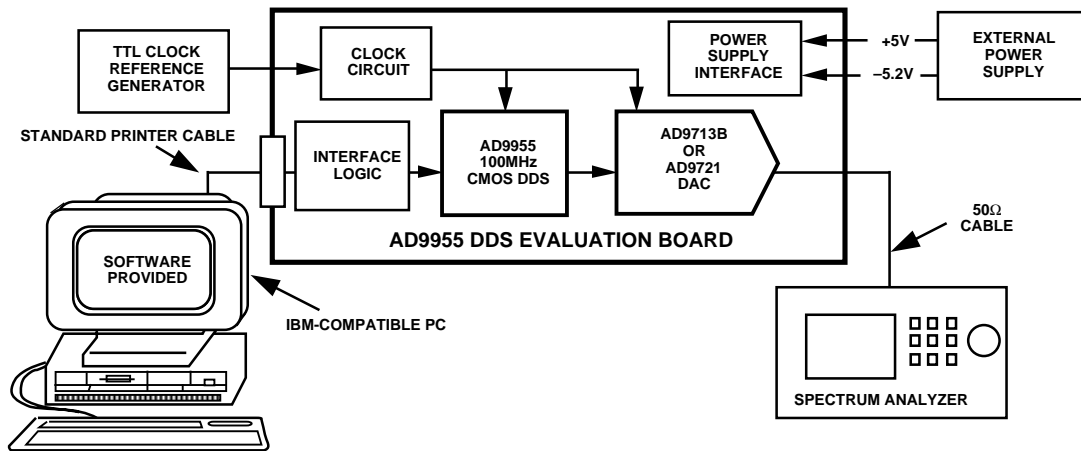 TTL CLOCK
REFERENCE
GENERATOR
CLOCK
CIRCUIT
POWER
SUPPLY
INTERFACE
+5V
–5.2V
EXTERNAL
POWER
SUPPLY
STANDARD PRINTER CABLE
INTERFACE
LOGIC
AD9955
100MHz
CMOS DDS
AD9713B
OR
AD9721
DAC
AD9955 DDS EVALUATION BOARD
50Ω
CABLE
SOFTWARE
PROVIDED
IBM-COMPATIBLE PC
SPECTRUM ANALYZER